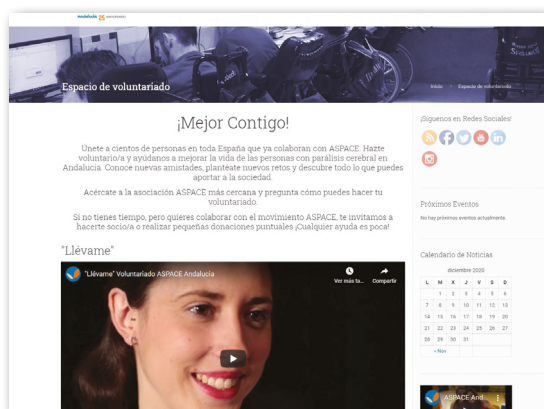 Andalucía 25
Espacio de voluntariado
Inicio
Espacio de voluntariado
¡Mejor Contigo!
Únete a cientos de personas en toda España que ya colaboran con ASPACE. Hazte
voluntario/a y ayúdanos a mejorar la vida de las personas con parálisis cerebral en
Andalucia. Conoce nuevas amistades, plantéate nuevos retos y descubre todo lo que puedes
aportar a la sociedad.
Acércate a la asociación ASPACE más cercana y pregunta cómo puedes hacer tu
voluntariado.
Si no tienes tiempo, pero quieres colaborar con el movimiento ASPACE, te invitamos a
hacerte socio/a o realizar pequeñas donaciones puntuales ¡Cualquier ayuda es poca!
"Llévame"
"Llévame" Voluntariado ASPACE Andalucía
Ver más ta...
Compartir
¡Síguenos en Redes Sociales!
Próximos Eventos
No hay próximos eventos actualmente.
Calendario de Noticias
diciembre 2020
L M X J V S D
1 2 3 4 5 6
7 8 9 10 11 12 13
14 15 16 17 18 19 20
21 22 23 24 25 26 27
28 29 30 31
« Nov
ASPACE And...